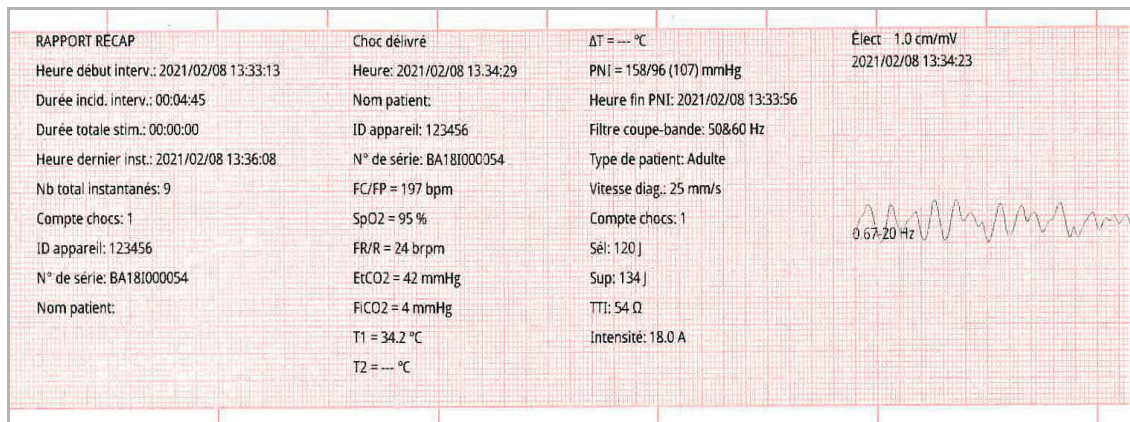 RAPPORT RÉCAP
Heure début interv.: 2021/02/08 13:33:13
Durée incid. interv.: 00:04:45
Durée totale stim.: 00:00:00
Heure dernier inst.: 2021/02/08 13:36:08
Nb total instantanés: 9
Compte chocs: 1
ID appareil: 123456
N° de série: BA18I000054
Nom patient:
Choc délivré
Heure: 2021/02/08 13.34:29
Nom patient:
ID appareil: 123456
N° de série: BA18I000054
FC/FP = 197 bpm
SpO2 = 95 %
FR/R = 24 brpm
EtCO2 = 42 mmHg
FiCO2 = 4 mmHg
T1 = 34.2 °C
T2 = --- °C
ΔT = --- °C
PNI = 158/96 (107) mmHg
Heure fin PNI: 2021/02/08 13:33:56
Filtre coupe-bande: 50&60 Hz
Type de patient: Adulte
Vitesse diag.: 25 mm/s
Compte chocs: 1
Sél: 120 J
Sup: 134 J
TTI: 54 Ω
Intensité: 18.0 A
Élect 1.0 cm/mV
2021/02/08 13:34:23
0.67-20 Hz